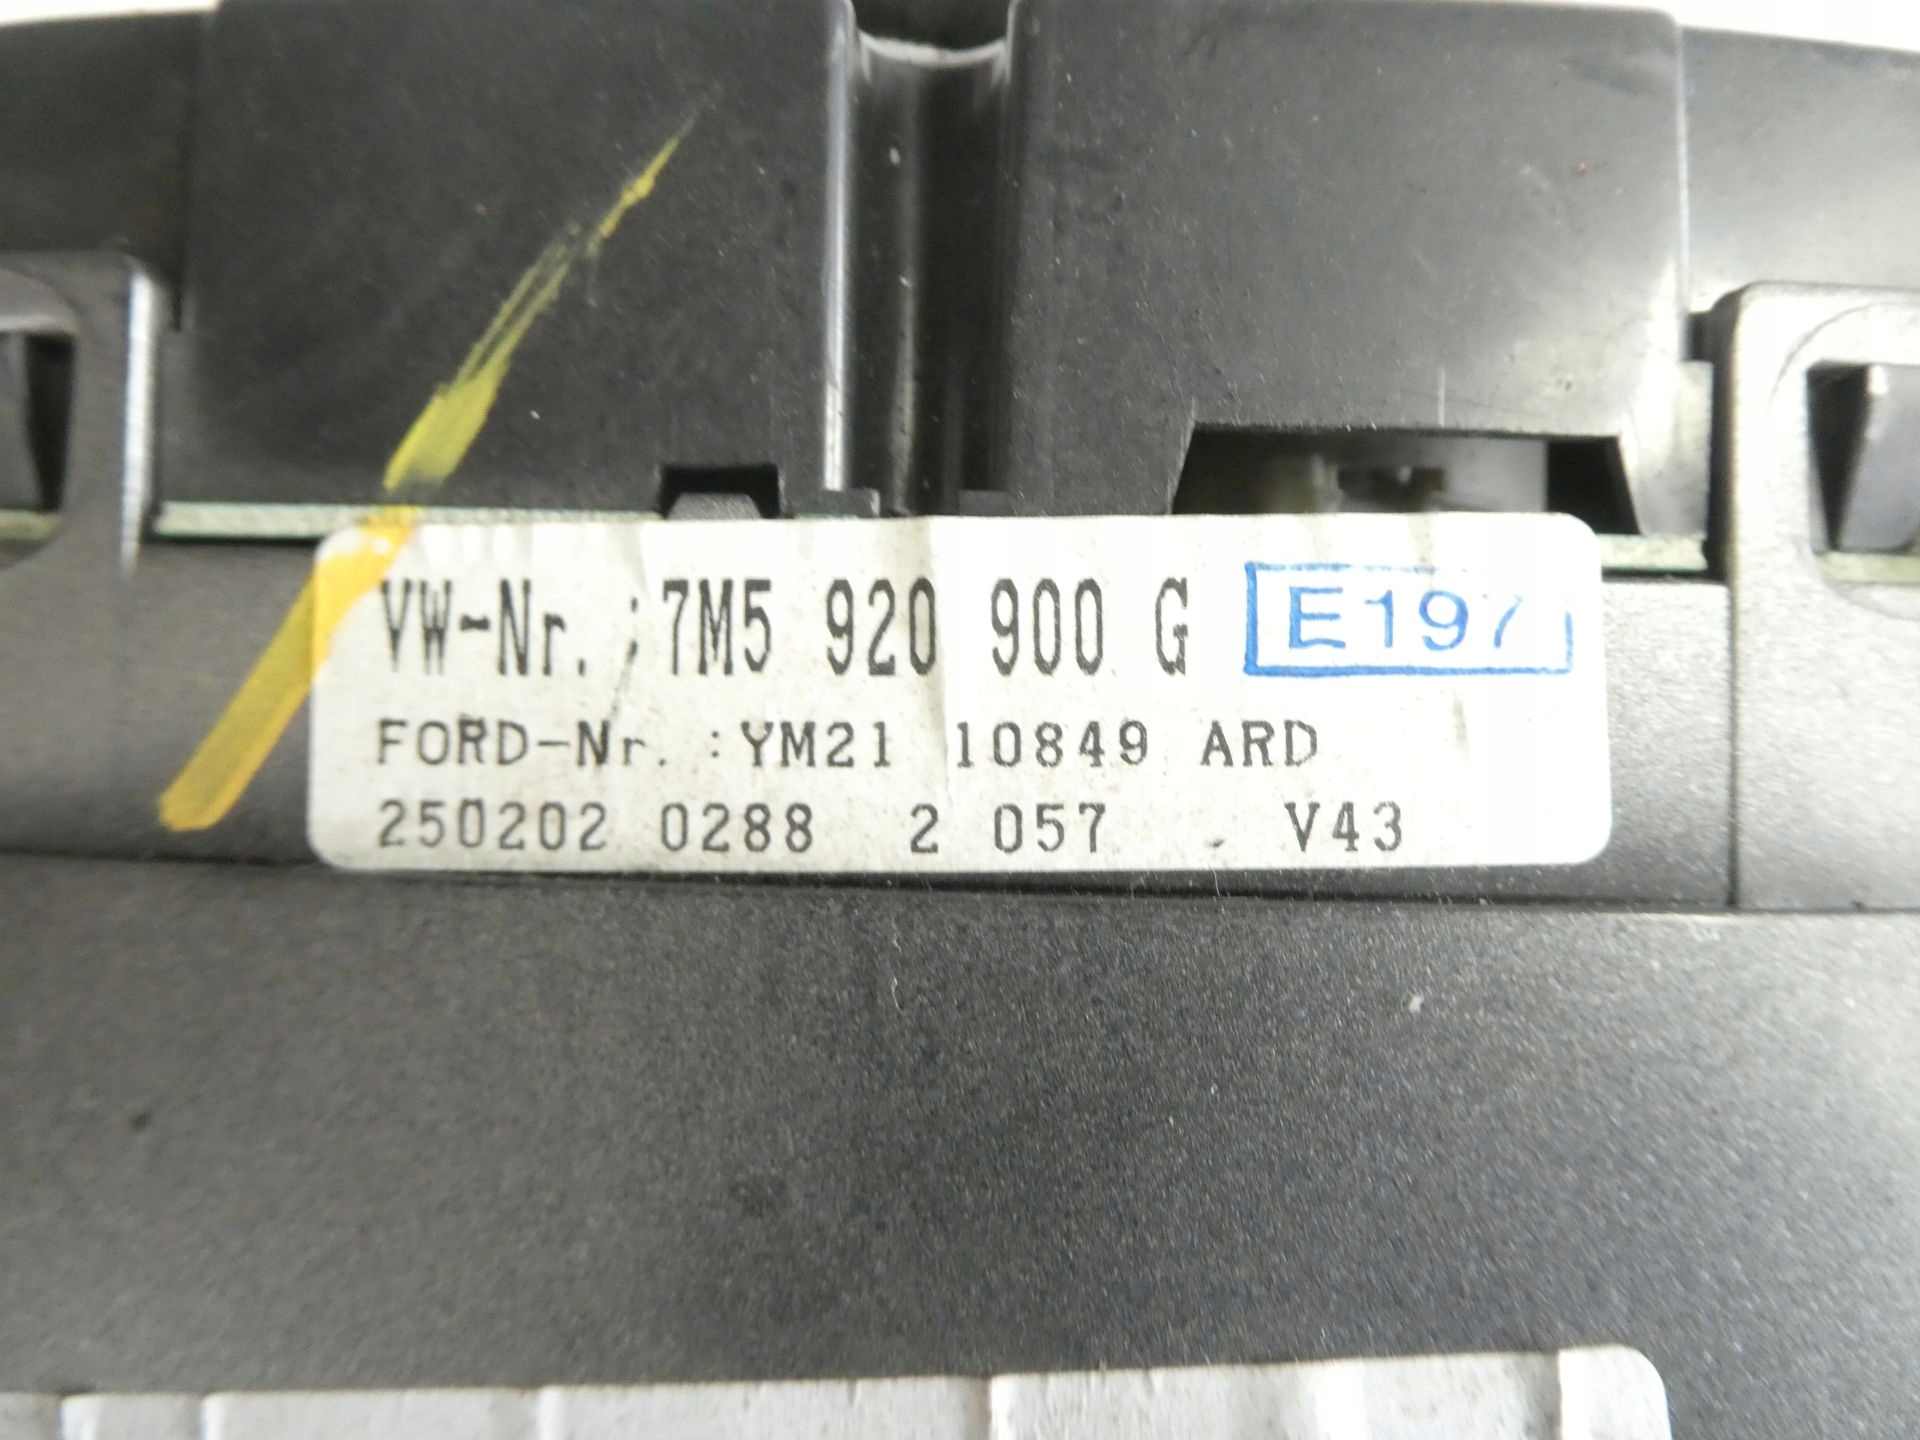 VW-Nr. :7M5 920 900 G E197
FORD-Nr. :YM21 10849 ARD
250202 0288 2 057 V43